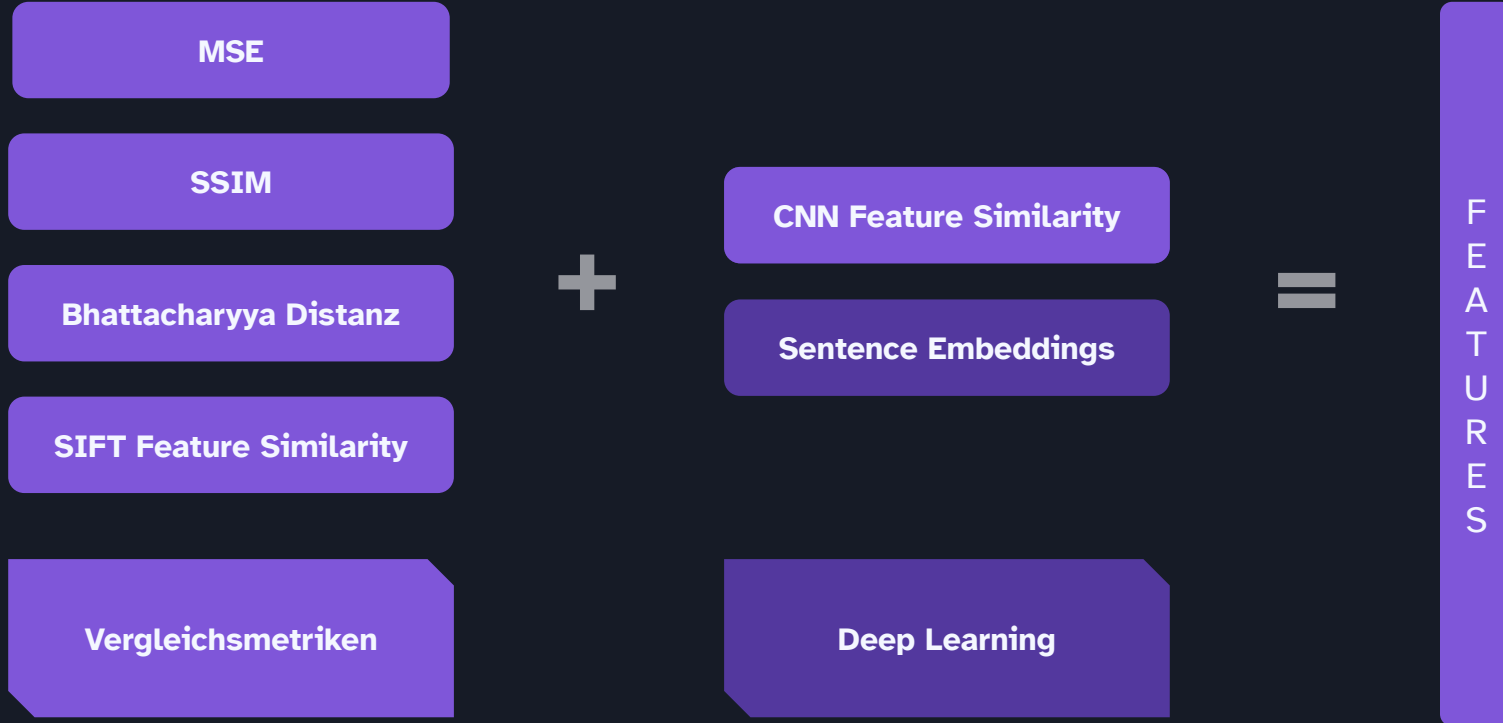 MSE
SSIM
Bhattacharyya Distanz
SIFT Feature Similarity
Vergleichsmetriken
+
CNN Feature Similarity
Sentence Embeddings
Deep Learning
=
F
E
A
T
U
R
E
S